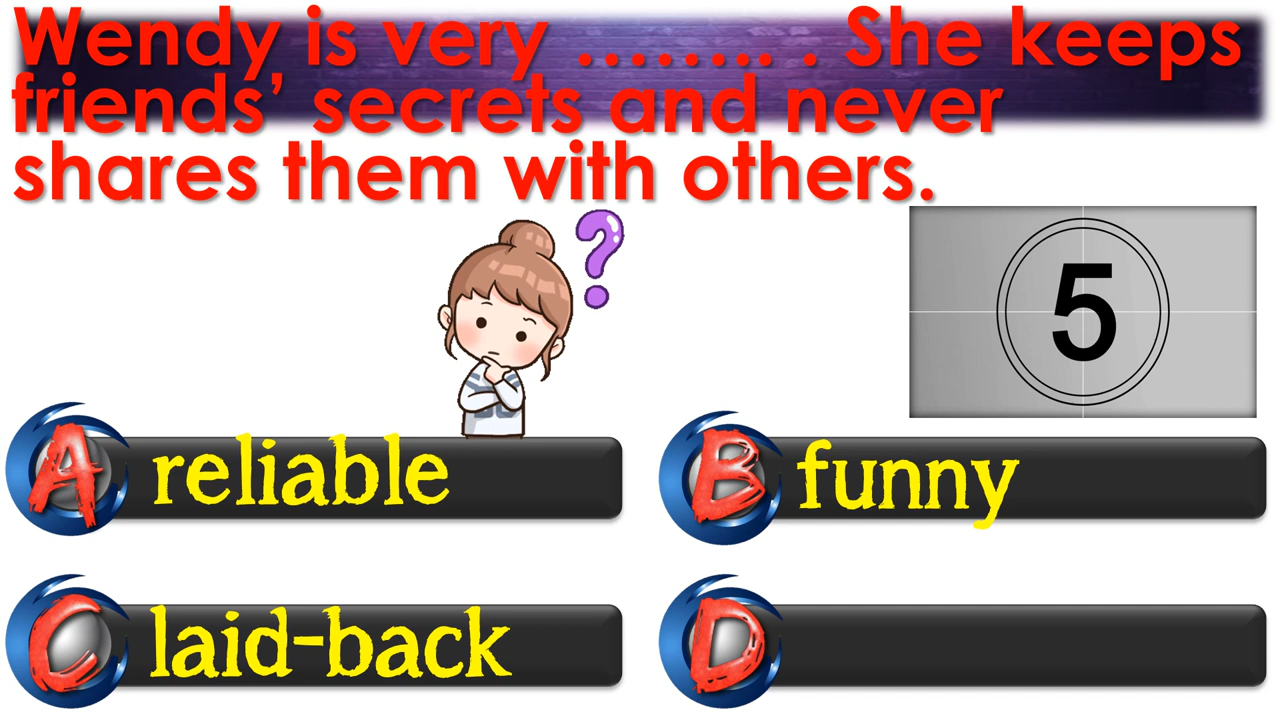 Wendy is very ........ . She keeps
friends’ secrets and never
shares them with others.
?
5
A reliable
B funny
C laid-back
D